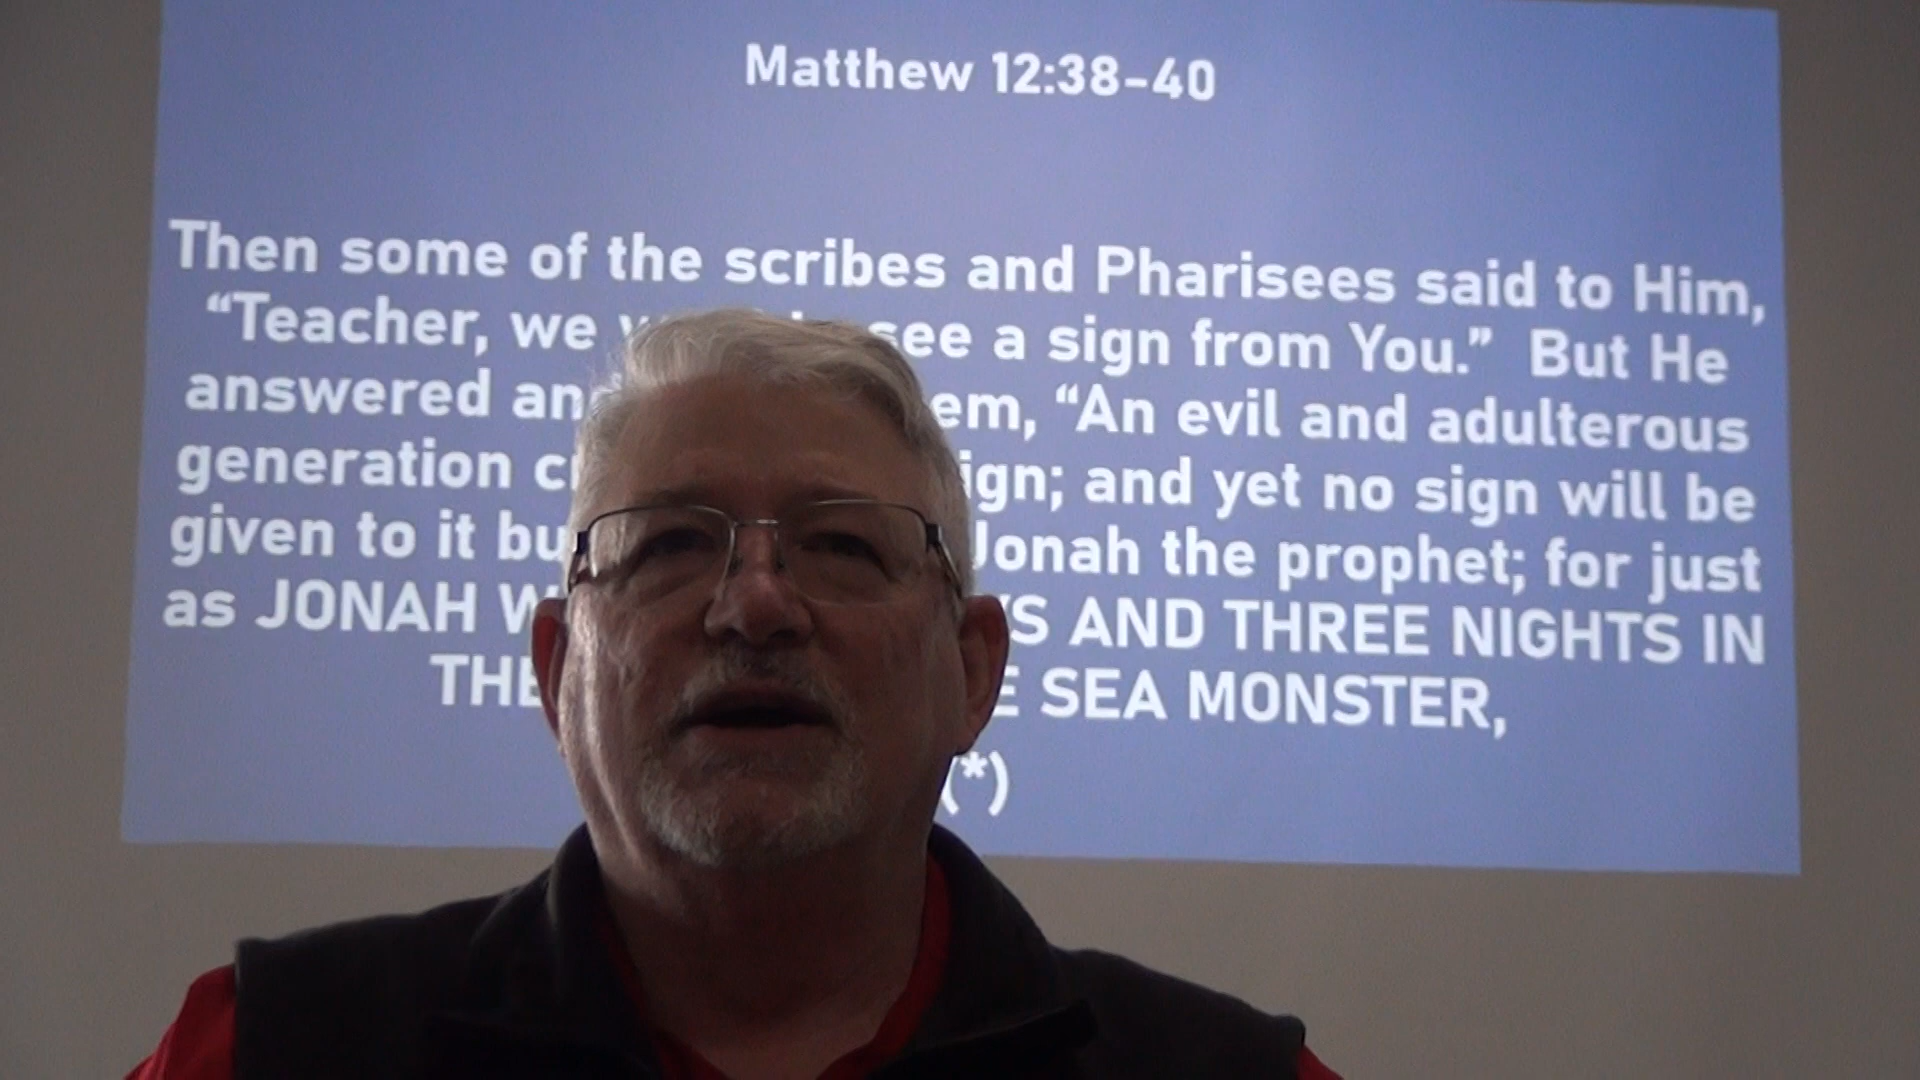 Matthew 12:38-40
Then some of the scribes and Pharisees said to Him,
“Teacher, we see a sign from You.” But He
answered “An evil and adulterous
generation and yet no sign will be
given to it Jonah the prophet; for just
as JONAH AND THREE NIGHTS IN
SEA MONSTER,
(*)